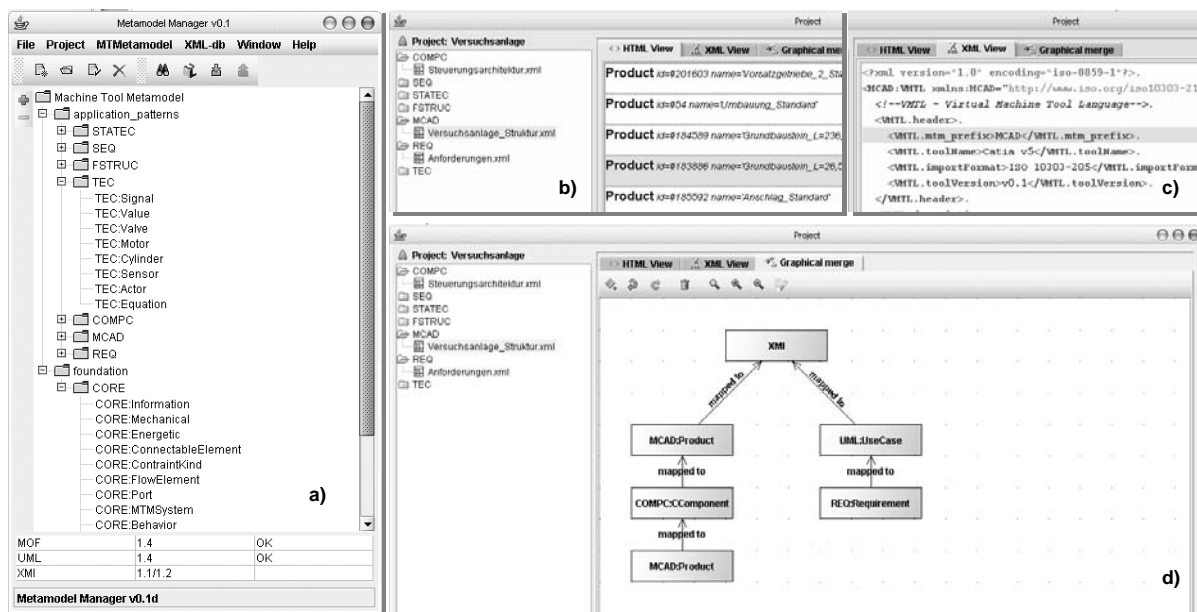 Metamodel Manager v0.1
File Project MTMetamodel XML-db Window Help
Machine Tool Metamodel
application_patterns
STATEC
SEQ
FSTRUC
TEC
TEC:Signal
TEC:Value
TEC:Valve
TEC:Motor
TEC:Cylinder
TEC:Sensor
TEC:Actor
TEC:Equation
COMPC
MCAD
REQ
foundation
CORE
CORE:Information
CORE:Mechanical
CORE:Energetic
CORE:ConnectableElement
CORE:ContraintKind
CORE:FlowElement
CORE:Port
CORE:MTMSystem
CORE:Behavior
a)
MOF 1.4 OK
UML 1.4 OK
XMI 1.1/1.2
Metamodel Manager v0.1d
Project
Project: Versuchsanlage
COMPC
Steuerungsarchitektur.xml
SEQ
STATEC
FSTRUC
MCAD
Versuchsanlage_Struktur.xml
REQ
Anforderungen.xml
TEC
b)
HTML View XML View Graphical mer
Product id=#201603 name='Vorsatzgetriebe_2_Sta
Product id=#54 name='Umbauung_Standard'
Product id=#184089 name='Grundbaustein_L=236,
Product id=#183886 name='Grundbaustein_L=26,0
Product id=#185592 name='Anschlag_Standard'
Project
HTML View XML View Graphical merge
<?xml version="1.0" encoding="iso-8859-1"?>.
<MCAD:VMTL xmlns:MCAD="http://www.iso.org/iso10303-21
<!--VMTL - Virtual Machine Tool Language-->.
<VMTL.header>.
<VMTL.mtm_prefix>MCAD</VMTL.mtm_prefix>.
<VMTL.toolName>Catia v5</VMTL.toolName>.
<VMTL.importFormat>ISO 10303-205</VMTL.importForm
<VMTL.toolVersion>v0.1</VMTL.toolVersion>.
</VMTL.header>.
c)
Project
Project: Versuchsanlage
COMPC
Steuerungsarchitektur.xml
SEQ
STATEC
FSTRUC
MCAD
Versuchsanlage_Struktur.xml
REQ
Anforderungen.xml
TEC
HTML View XML View Graphical merge
XMI
mapped to
mapped to
MCAD:Product
UML:UseCase
mapped to
mapped to
COMPC:CComponent
REQ:Requirement
mapped to
MCAD:Product
d)